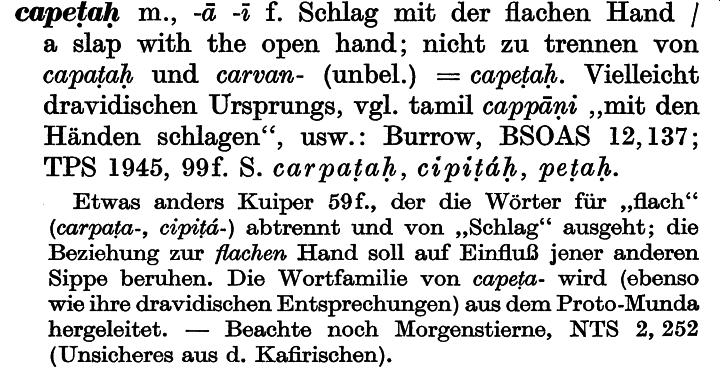 capeṭaḥ m., -ā -ī f. Schlag mit der flachen Hand /
a slap with the open hand; nicht zu trennen von
capaṭaḥ und carvan- (unbel.) = capeṭaḥ. Vielleicht
dravidischen Ursprungs, vgl. tamil cappāṇi „mit den
Händen schlagen“, usw.: Burrow, BSOAS 12,137;
TPS 1945, 99f. S. carpaṭaḥ, cipiṭáḥ, peṭaḥ.
Etwas anders Kuiper 59f., der die Wörter für „flach“
(carpaṭa-, cipiṭá-) abtrennt und von „Schlag“ ausgeht; die
Beziehung zur flachen Hand soll auf Einfluß jener anderen
Sippe beruhen. Die Wortfamilie von capeṭa- wird (ebenso
wie ihre dravidischen Entsprechungen) aus dem Proto-Munda
hergeleitet. — Beachte noch Morgenstierne, NTS 2, 252
(Unsicheres aus d. Kafirischen).